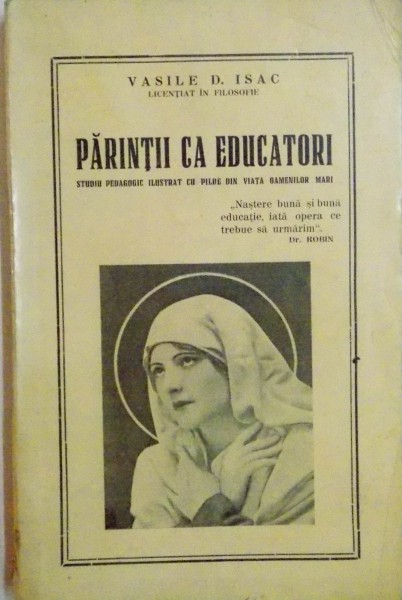 VASILE D. ISAC
LICENȚIAT ÎN FILOSOFIE
PĂRINȚII CA EDUCATORI
STUDIU PEDAGOGIC ILUSTRAT CU PILDE DIN VIAȚA OAMENILOR MARI
„Naștere bună și bună
educație, iată opera ce
trebue să urmărim“.
Dr. ROBIN